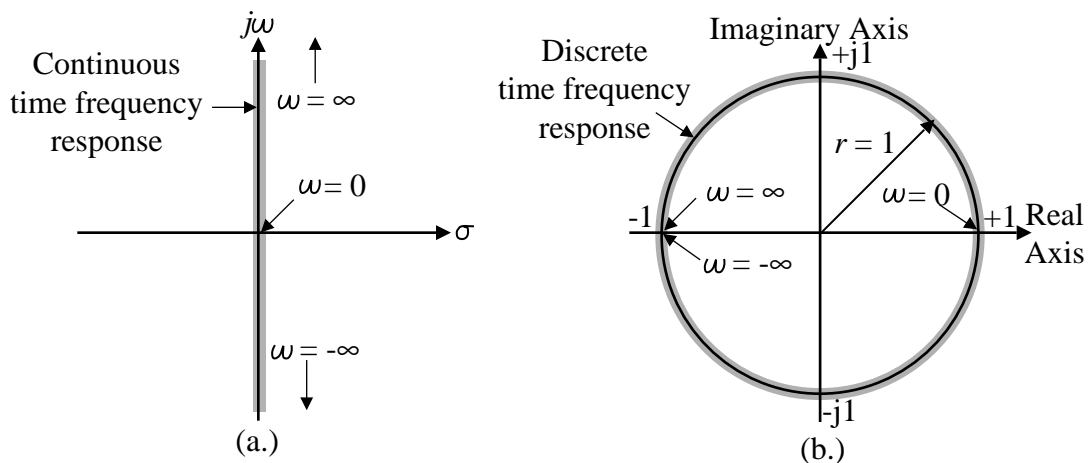 jω
Continuous
time frequency
response
ω = ∞
ω = 0
σ
ω = -∞
(a.)
Imaginary Axis
+j1
Discrete
time frequency
response
r = 1
ω = ∞
ω = 0
-1
+1 Real
Axis
ω = -∞
-j1
(b.)